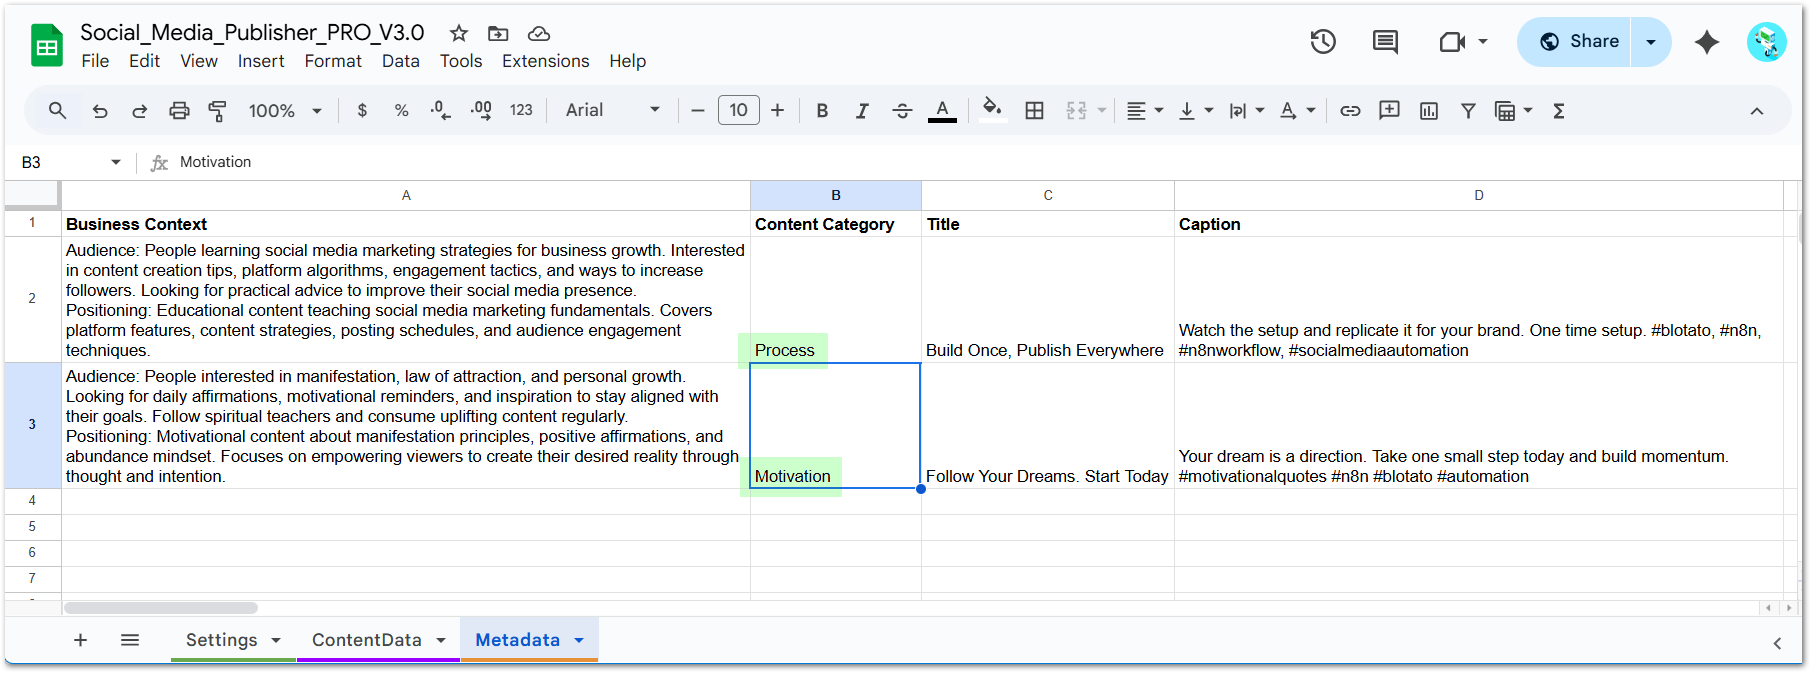 Social_Media_Publisher_PRO_V3.0
File Edit View Insert Format Data Tools Extensions Help
Share
100% $ % .0 .00 123 Arial 10 B I A Σ
B3 fx Motivation
A B C D
1 Business Context Content Category Title Caption
2
Audience: People learning social media marketing strategies for business growth. Interested
in content creation tips, platform algorithms, engagement tactics, and ways to increase
followers. Looking for practical advice to improve their social media presence.
Positioning: Educational content teaching social media marketing fundamentals. Covers
platform features, content strategies, posting schedules, and audience engagement
techniques.
Process
Build Once, Publish Everywhere
Watch the setup and replicate it for your brand. One time setup. #blotato, #n8n,
#n8nworkflow, #socialmediaautomation
3
Audience: People interested in manifestation, law of attraction, and personal growth.
Looking for daily affirmations, motivational reminders, and inspiration to stay aligned with
their goals. Follow spiritual teachers and consume uplifting content regularly.
Positioning: Motivational content about manifestation principles, positive affirmations, and
abundance mindset. Focuses on empowering viewers to create their desired reality through
thought and intention.
Motivation
Follow Your Dreams. Start Today
Your dream is a direction. Take one small step today and build momentum.
#motivationalquotes #n8n #blotato #automation
4
5
6
7
Settings ContentData Metadata